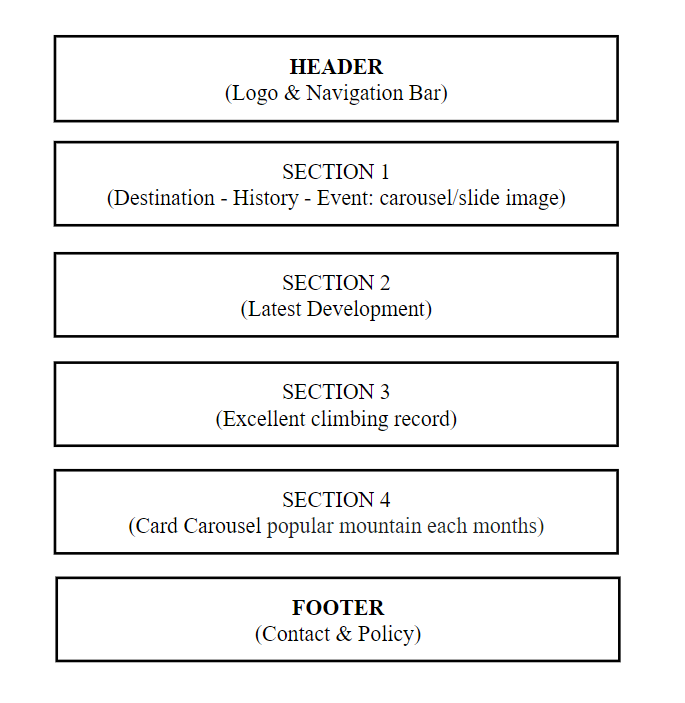 HEADER
(Logo & Navigation Bar)
SECTION 1
(Destination - History - Event: carousel/slide image)
SECTION 2
(Latest Development)
SECTION 3
(Excellent climbing record)
SECTION 4
(Card Carousel popular mountain each months)
FOOTER
(Contact & Policy)